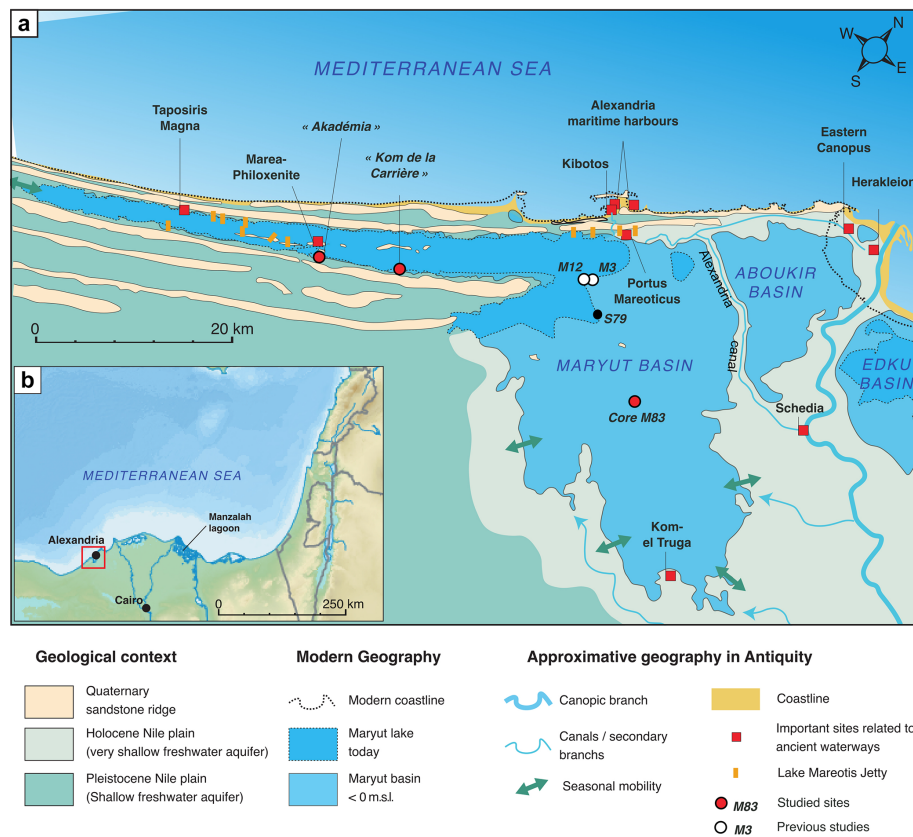 a
N
W
E
S
MEDITERRANEAN SEA
Taposiris
Magna
« Akadémia »
Marea-
Philoxenite
« Kom de la
Carrière »
Alexandria
maritime harbours
Kibotos
Eastern
Canopus
Herakleion
M12
M3
Portus
Mareoticus
S79
Alexandria
canal
ABOUKIR
BASIN
EDKU
BASIN
MARYUT BASIN
Core M83
Schedia
Kom-
el Truga
0
20 km
b
MEDITERRANEAN SEA
Manzalah
lagoon
Alexandria
Cairo
0
250 km
Geological context
Quaternary
sandstone ridge
Holocene Nile plain
(very shallow freshwater aquifer)
Pleistocene Nile plain
(Shallow freshwater aquifer)
Modern Geography
Modern coastline
Maryut lake
today
Maryut basin
< 0 m.s.l.
Approximative geography in Antiquity
Canopic branch
Canals / secondary
branchs
Seasonal mobility
Coastline
Important sites related to
ancient waterways
Lake Mareotis Jetty
M83 Studied sites
M3 Previous studies